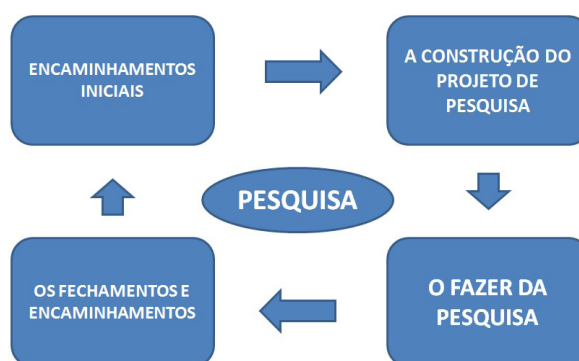 ENCAMINHAMENTOS
INICIAIS
A CONSTRUÇÃO DO
PROJETO DE
PESQUISA
PESQUISA
OS FECHAMENTOS E
ENCAMINHAMENTOS
O FAZER DA
PESQUISA